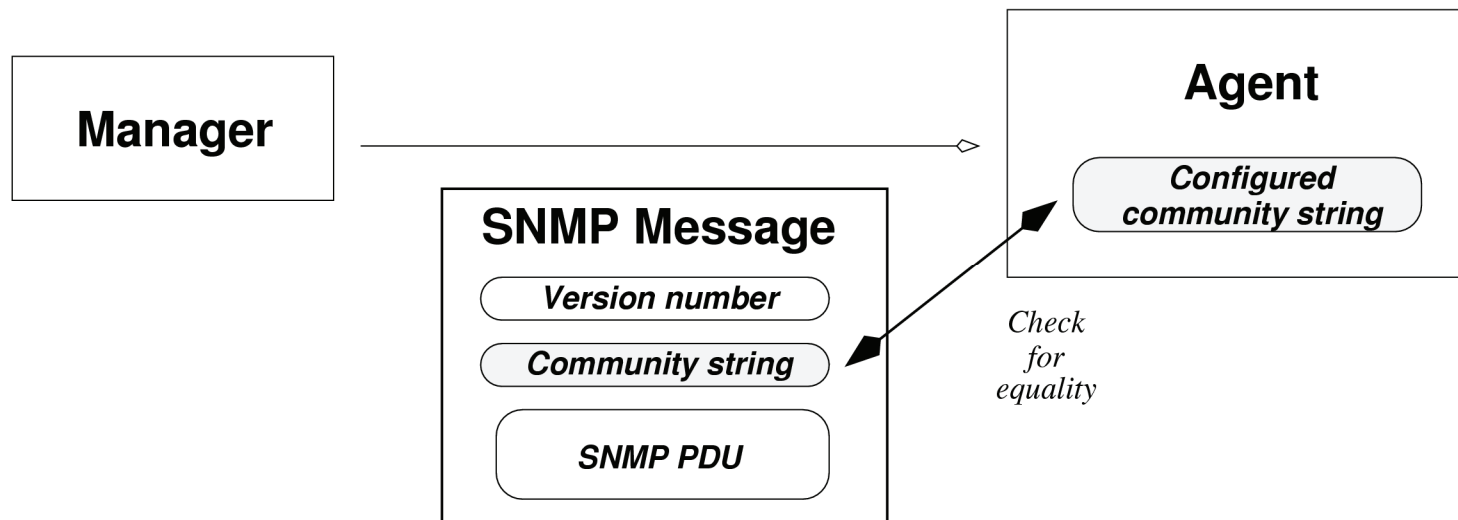 Manager
Agent
Configured
community string
SNMP Message
Version number
Community string
SNMP PDU
Check
for
equality